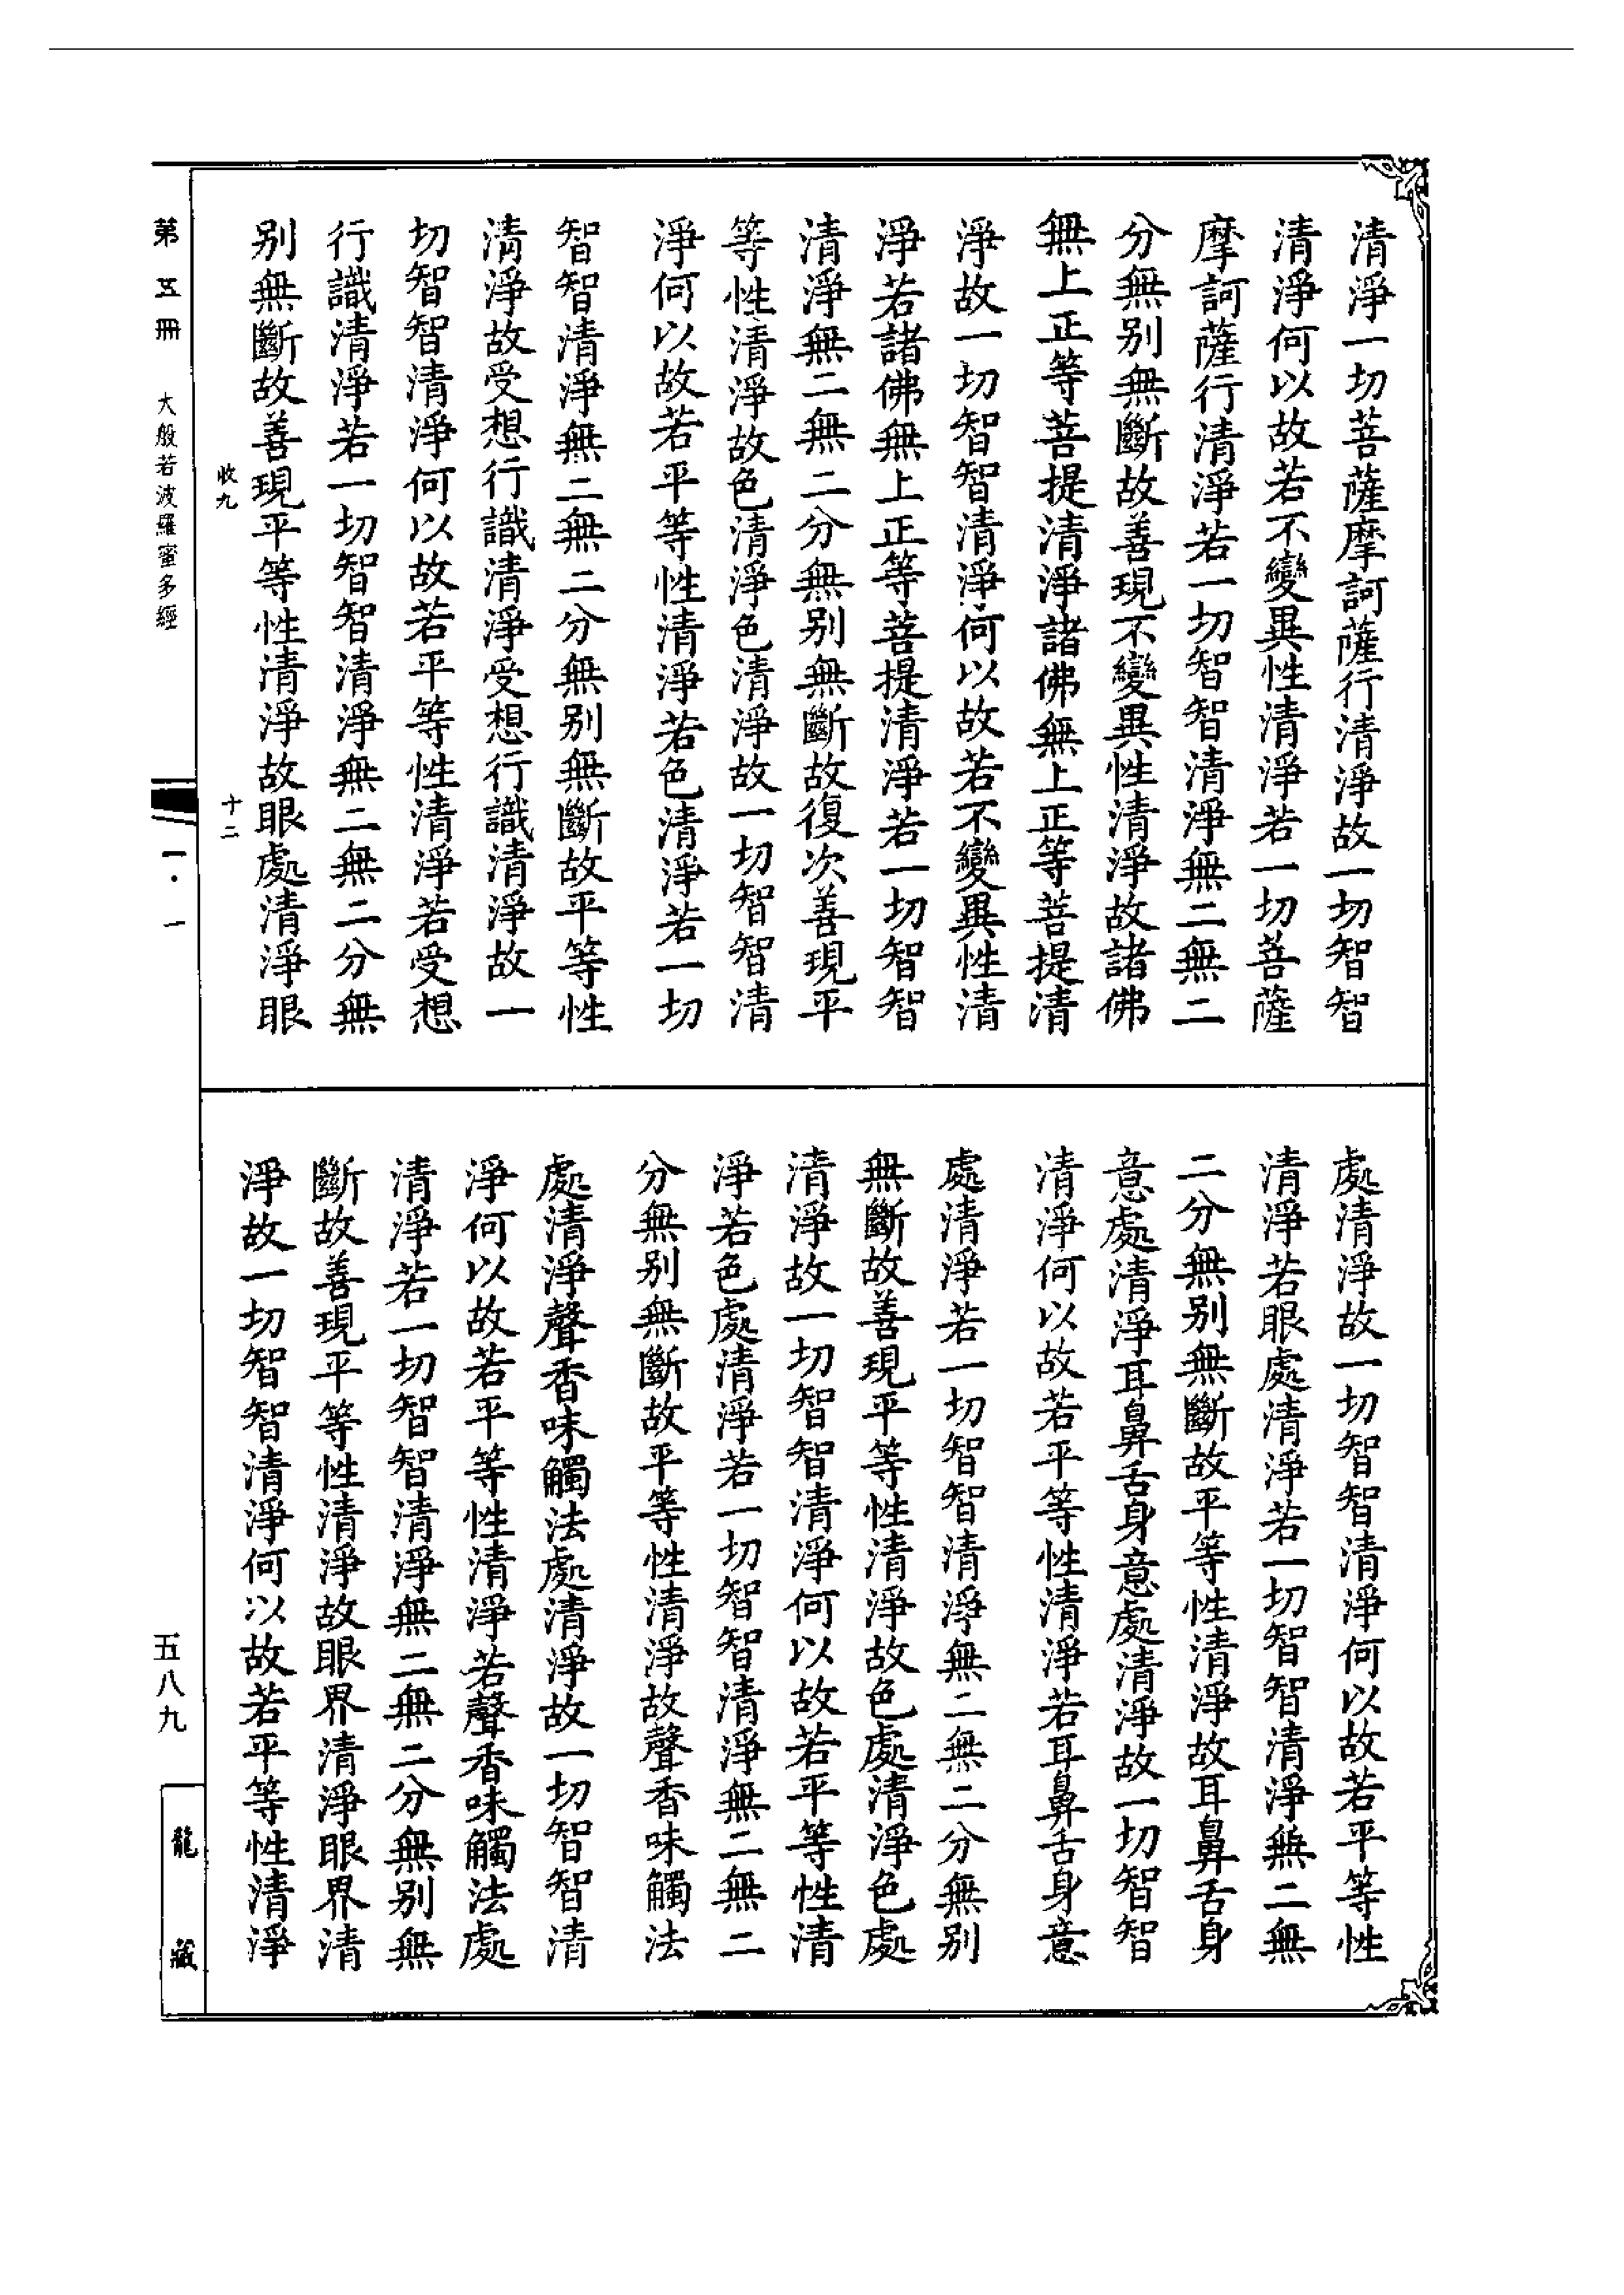 清淨一切菩薩摩訶薩行清淨故一切智智
清淨何以故若不變異性清淨若一切菩薩
摩訶薩行清淨若一切智智清淨無二無二
分無别無斷故善現不變異性清淨故諸佛
無上正等菩提清淨諸佛無上正等菩提清
淨故一切智智清淨何以故若不變異性清
淨若諸佛無上正等菩提清淨若一切智智
清淨無二無二分無别無斷故復次善現平
等性清淨故色清淨色清淨故一切智智清
淨何以故若平等性清淨若色清淨若一切
智智清淨無二無二分無别無斷故平等性
清淨故受想行識清淨受想行識清淨故一
切智智清淨何以故若平等性清淨若受想
行識清淨若一切智智清淨無二無二分無
别無斷故善現平等性清淨故眼處清淨眼
處清淨故一切智智清淨何以故若平等性
清淨若眼處清淨若一切智智清淨無二無
二分無别無斷故平等性清淨故耳鼻舌身
意處清淨耳鼻舌身意處清淨故一切智智
清淨何以故若平等性清淨若耳鼻舌身意
處清淨若一切智智清淨無二無二分無别
無斷故善現平等性清淨故色處清淨色處
清淨故一切智智清淨何以故若平等性清
淨若色處清淨若一切智智清淨無二無二
分無别無斷故平等性清淨故聲香味觸法
處清淨聲香味觸法處清淨故一切智智清
淨何以故若平等性清淨若聲香味觸法處
清淨若一切智智清淨無二無二分無别無
斷故善現平等性清淨故眼界清淨眼界清
淨故一切智智清淨何以故若平等性清淨
收九 十二
第五冊 大般若波羅蜜多經 一·一 五八九
龍藏